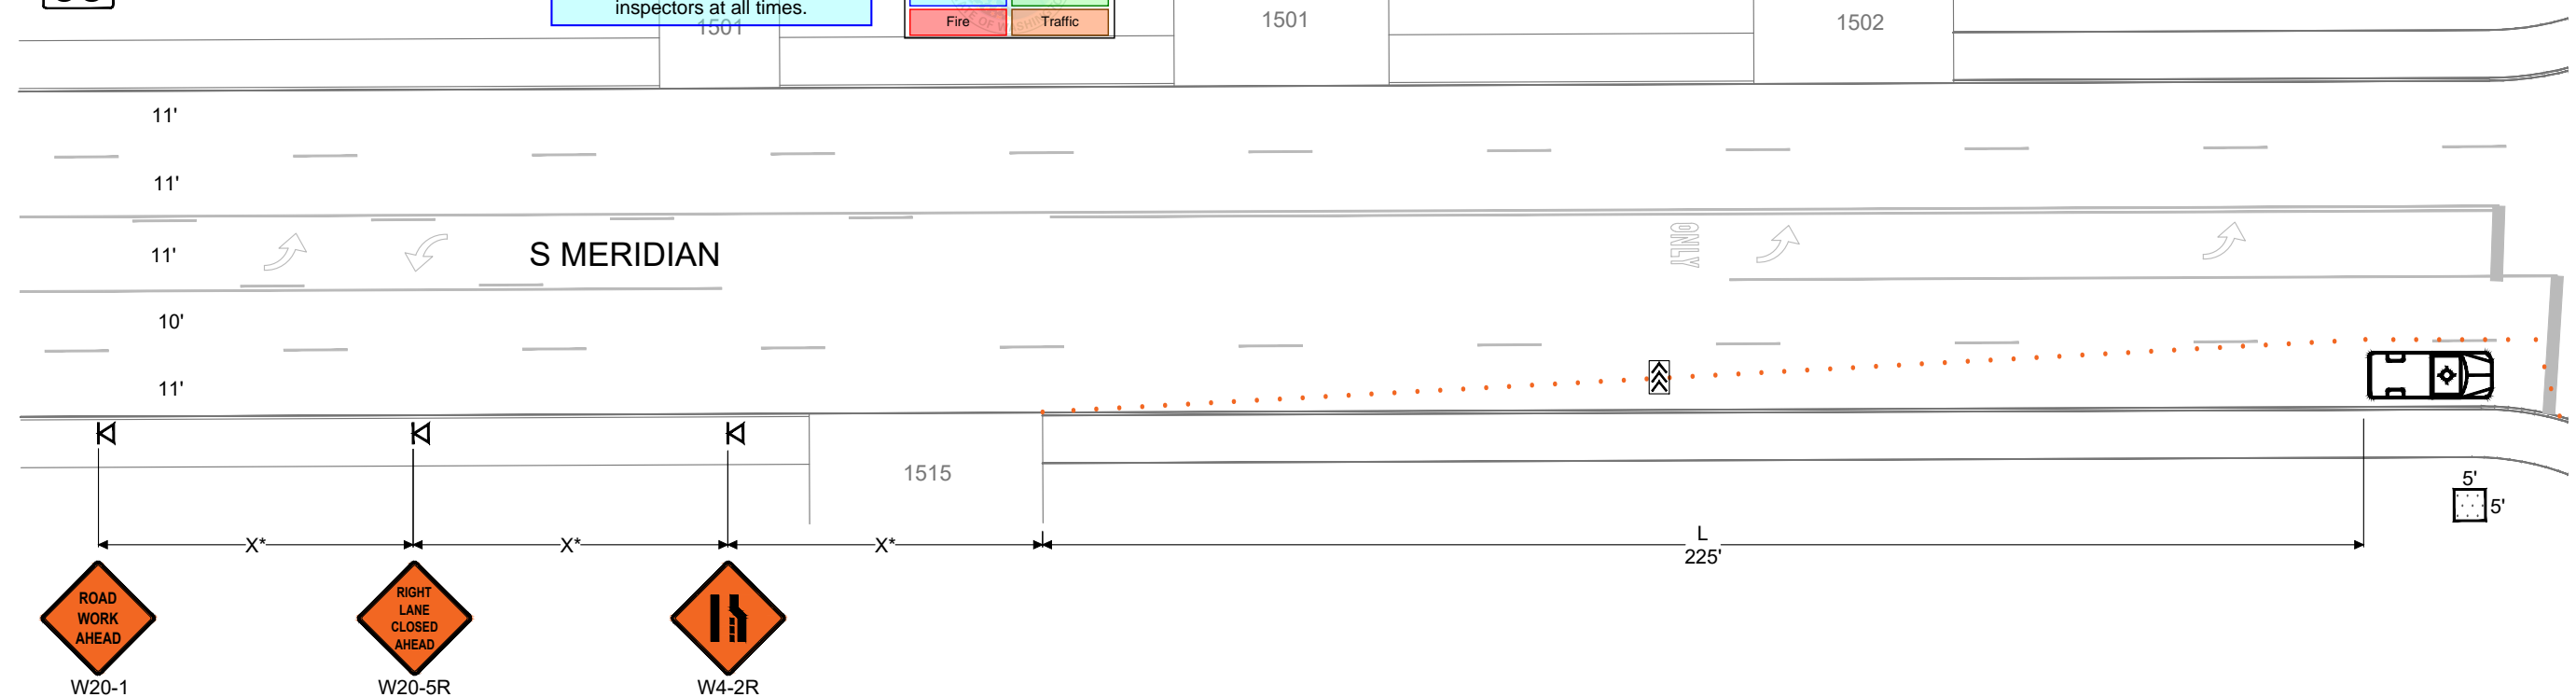 inspectors at all times.
Fire
Traffic
1501
1501
1502
11'
11'
11'
S MERIDIAN
ONLY
10'
11'
1515
5'
5'
X*
X*
X*
L
225'
ROAD
WORK
AHEAD
RIGHT
LANE
CLOSED
AHEAD
W20-1
W20-5R
W4-2R